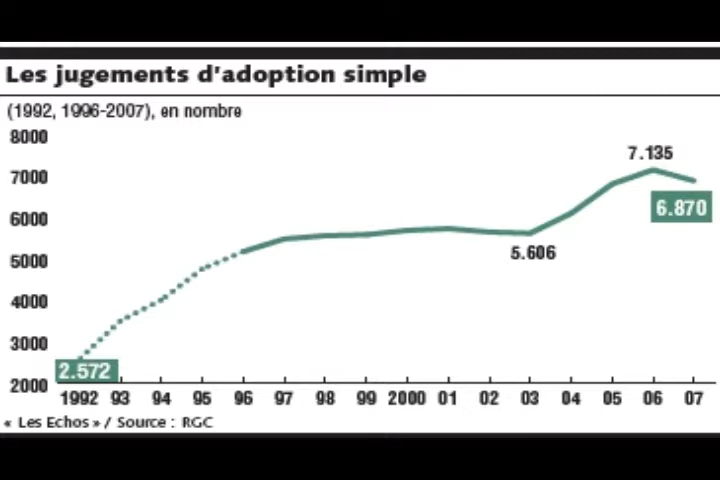 Les jugements d'adoption simple
(1992, 1996-2007), en nombre
8000
7.135
7000
6.870
6000
5.606
5000
4000
3000
2.572
2000
1992 93 94 95 96 97 98 99 2000 01 02 03 04 05 06 07
« Les Echos » / Source : RGC